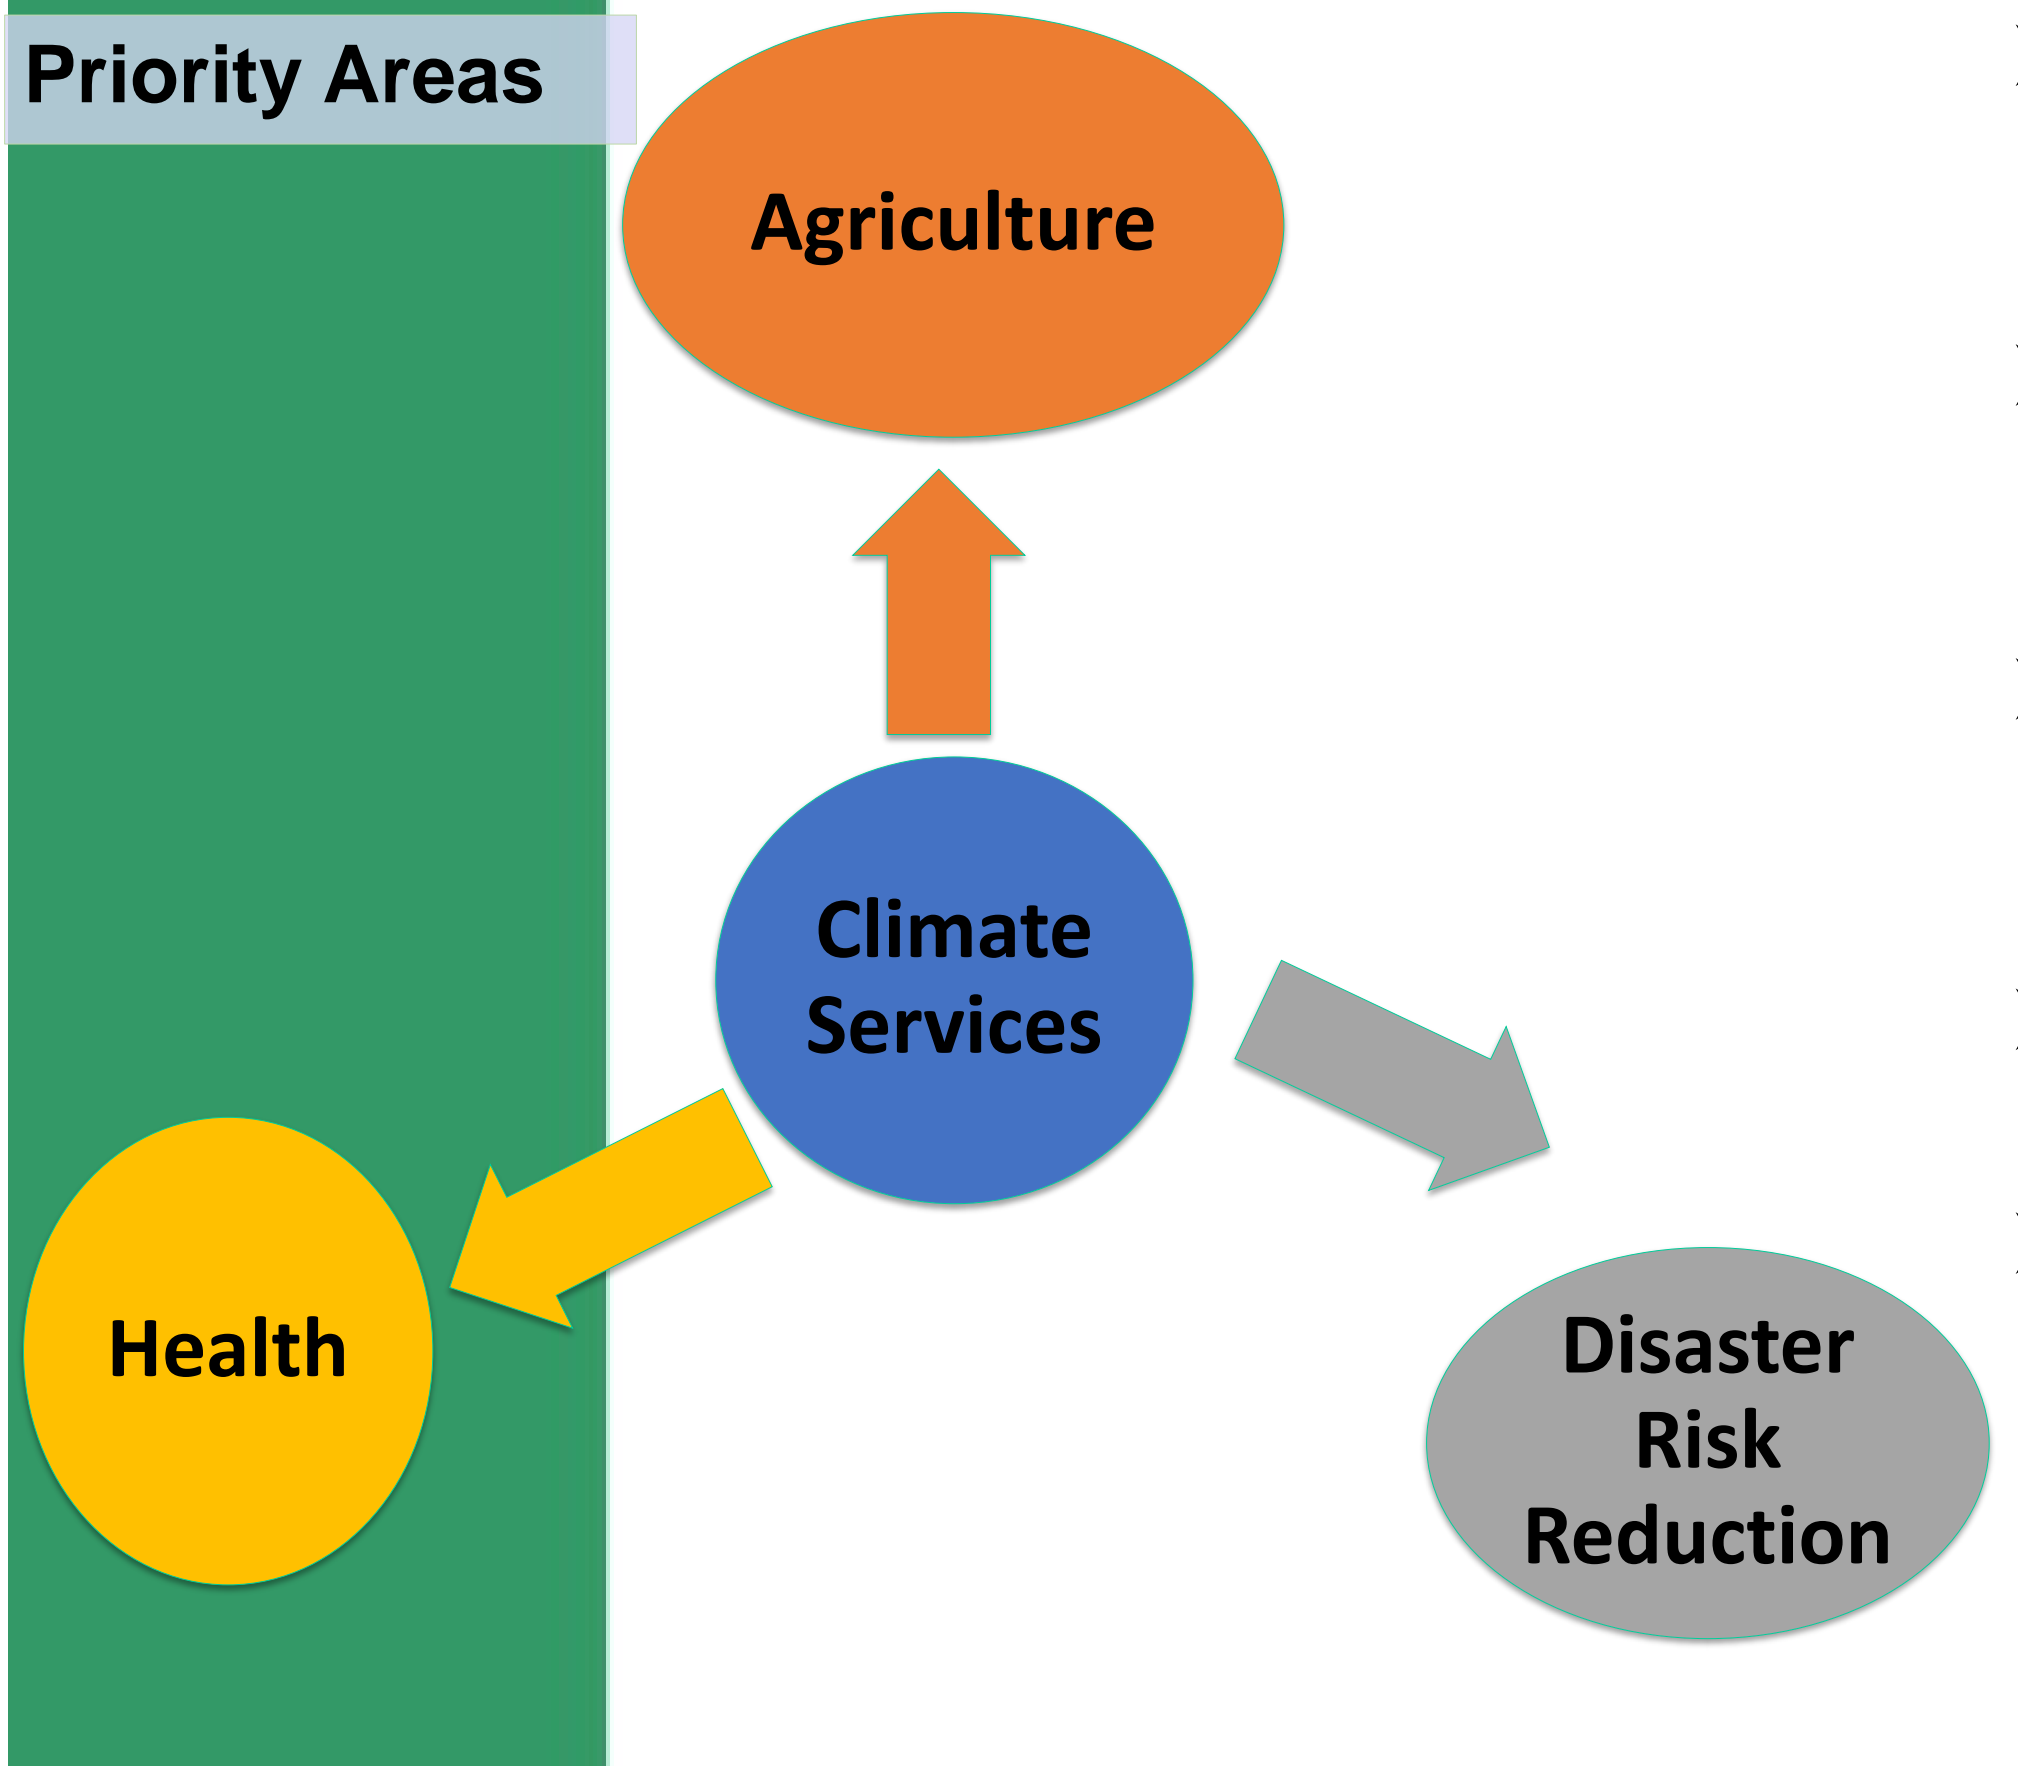 Priority Areas
Agriculture
Climate
Services
Health
Disaster
Risk
Reduction